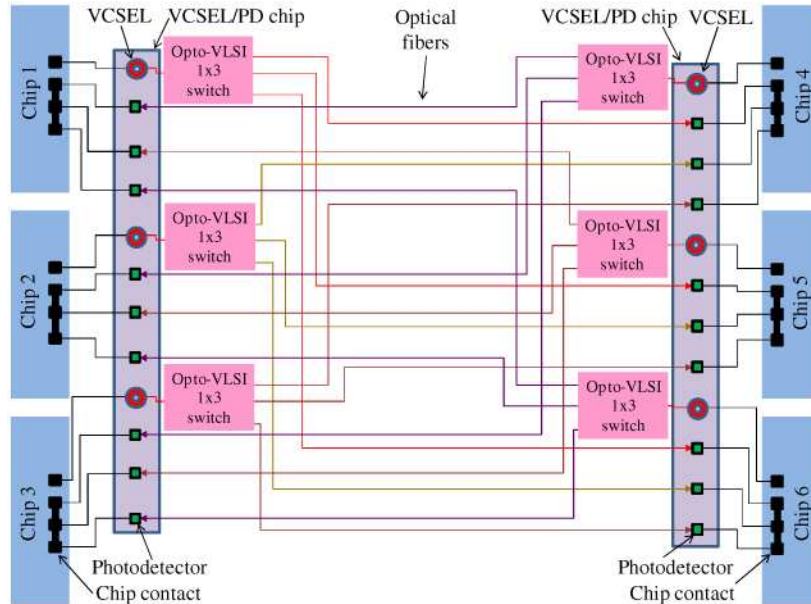 VCSEL
VCSEL/PD chip
Optical
fibers
VCSEL/PD chip
VCSEL
Chip 1
Opto-VLSI
1x3
switch
Opto-VLSI
1x3
switch
Chip 4
Chip 2
Opto-VLSI
1x3
switch
Opto-VLSI
1x3
switch
Chip 5
Chip 3
Opto-VLSI
1x3
switch
Opto-VLSI
1x3
switch
Chip 6
Photodetector
Chip contact
Photodetector
Chip contact